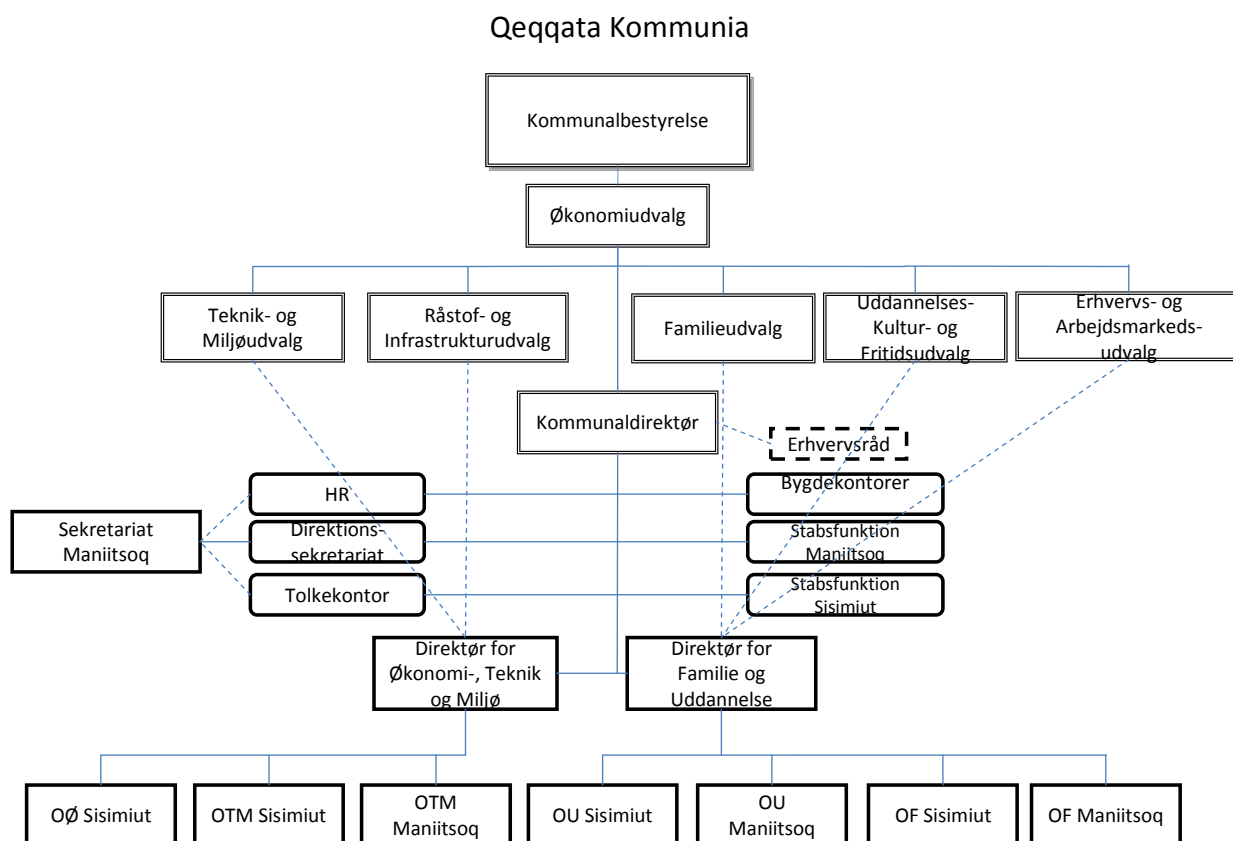 Qeqqata Kommunia
Kommunalbestyrelse
Økonomiudvalg
Teknik- og
Miljøudvalg
Råstof- og
Infrastrukturudvalg
Familieudvalg
Uddannelses-
Kultur- og
Fritidsudvalg
Erhvervs- og
Arbejdsmarkeds-
udvalg
Kommunaldirektør
Erhvervsråd
HR
Bygdekontorer
Sekretariat
Maniitsoq
Direktions-
sekretariat
Stabsfunktion
Maniitsoq
Tolkekontor
Stabsfunktion
Sisimiut
Direktør for
Økonomi-, Teknik
og Miljø
Direktør for
Familie og
Uddannelse
OØ Sisimiut
OTM Sisimiut
OTM
Maniitsoq
OU Sisimiut
OU
Maniitsoq
OF Sisimiut
OF Maniitsoq